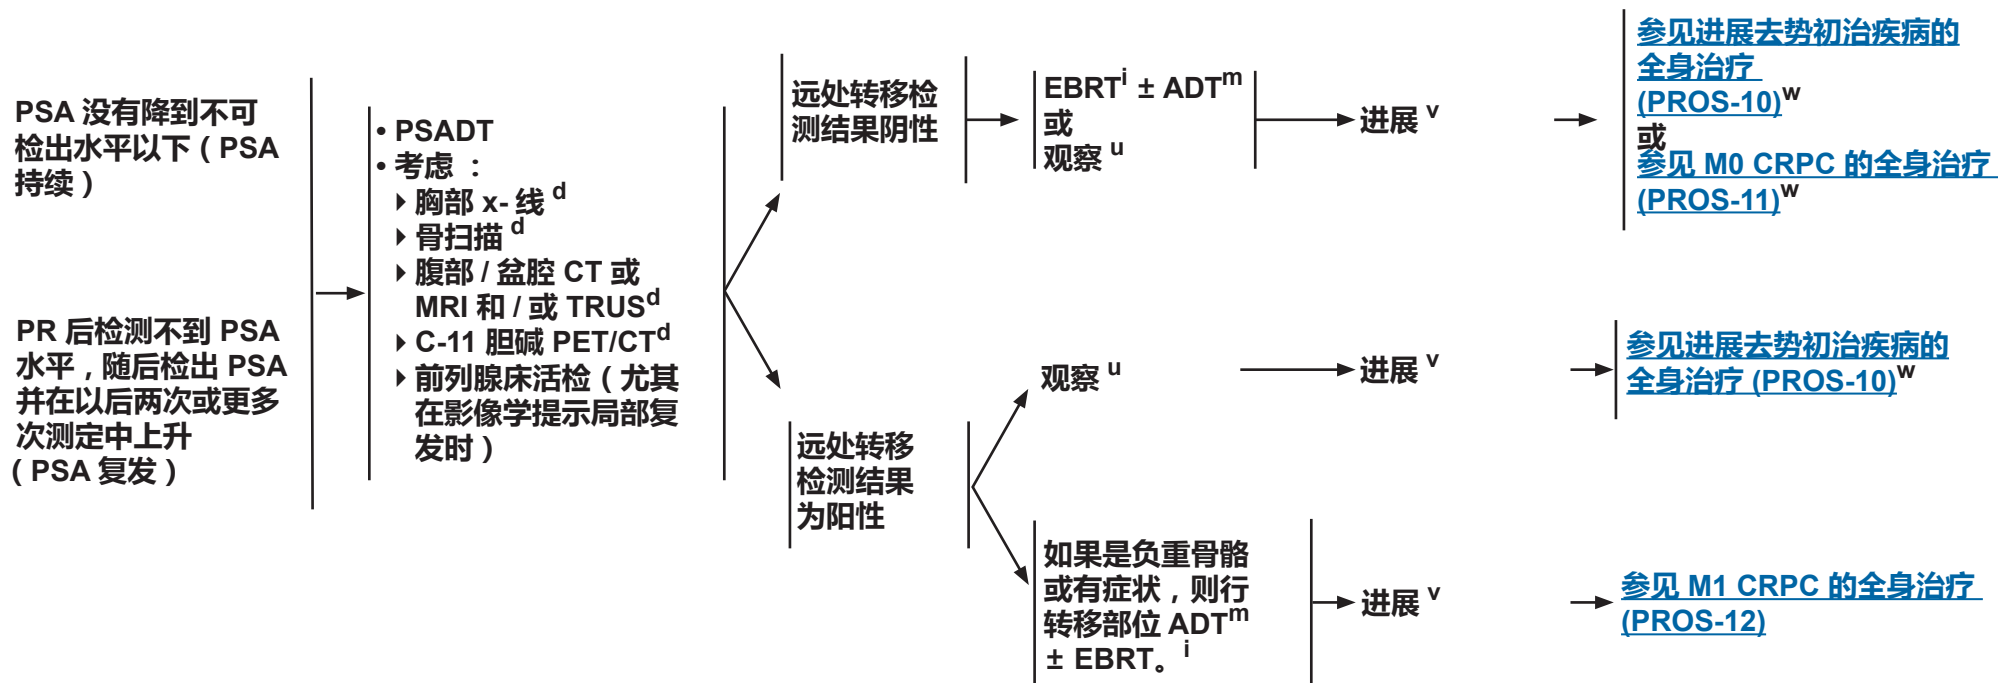 PSA 没有降到不可
检出水平以下（PSA
持续）
PR 后检测不到 PSA
水平，随后检出 PSA
并在以后两次或更多
次测定中上升
（PSA 复发）
• PSADT
• 考虑：
▸ 胸部 x- 线 d
▸ 骨扫描 d
▸ 腹部 / 盆腔 CT 或
MRI 和 / 或 TRUSd
▸ C-11 胆碱 PET/CTd
▸ 前列腺床活检（尤其
在影像学提示局部复
发时）
远处转移检
测结果阴性
EBRTi ± ADTm
或
观察 u
进展 v
参见进展去势初治疾病的
全身治疗
(PROS-10)w
或
参见 M0 CRPC 的全身治疗
(PROS-11)w
远处转移
检测结果
为阳性
观察 u
进展 v
参见进展去势初治疾病的
全身治疗 (PROS-10)w
如果是负重骨骼
或有症状，则行
转移部位 ADTm
± EBRT。i
进展 v
参见 M1 CRPC 的全身治疗
(PROS-12)